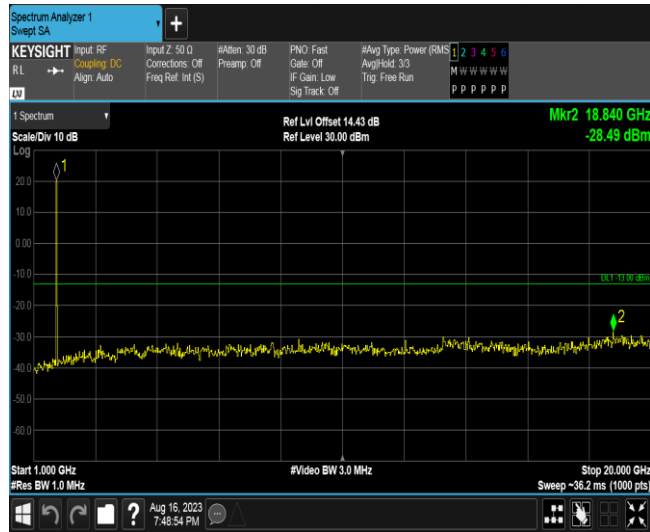 Spectrum Analyzer 1
Swept SA
+
KEYSIGHT Input: RF
RL Coupling: DC
Align: Auto
LXI
Input Z: 50 Ω
Corrections: Off
Freq Ref: Int (S)
#Atten: 30 dB
Preamp: Off
PNO: Fast
Gate: Off
IF Gain: Low
Sig Track: Off
#Avg Type: Power (RMS
Avg|Hold: 3/3
Trig: Free Run
1 2 3 4 5 6
M W W W W W
P P P P P P
1 Spectrum
Scale/Div 10 dB
Ref Lvl Offset 14.43 dB
Ref Level 30.00 dBm
Mkr2 18.840 GHz
-28.49 dBm
Log
1
20.0
10.0
0.00
-10.0
DL1 -13.00 dBm
-20.0
2
-30.0
-40.0
-50.0
-60.0
Start 1.000 GHz
#Video BW 3.0 MHz
Stop 20.000 GHz
#Res BW 1.0 MHz
Sweep ~36.2 ms (1000 pts)
?
Aug 16, 2023
7:48:54 PM